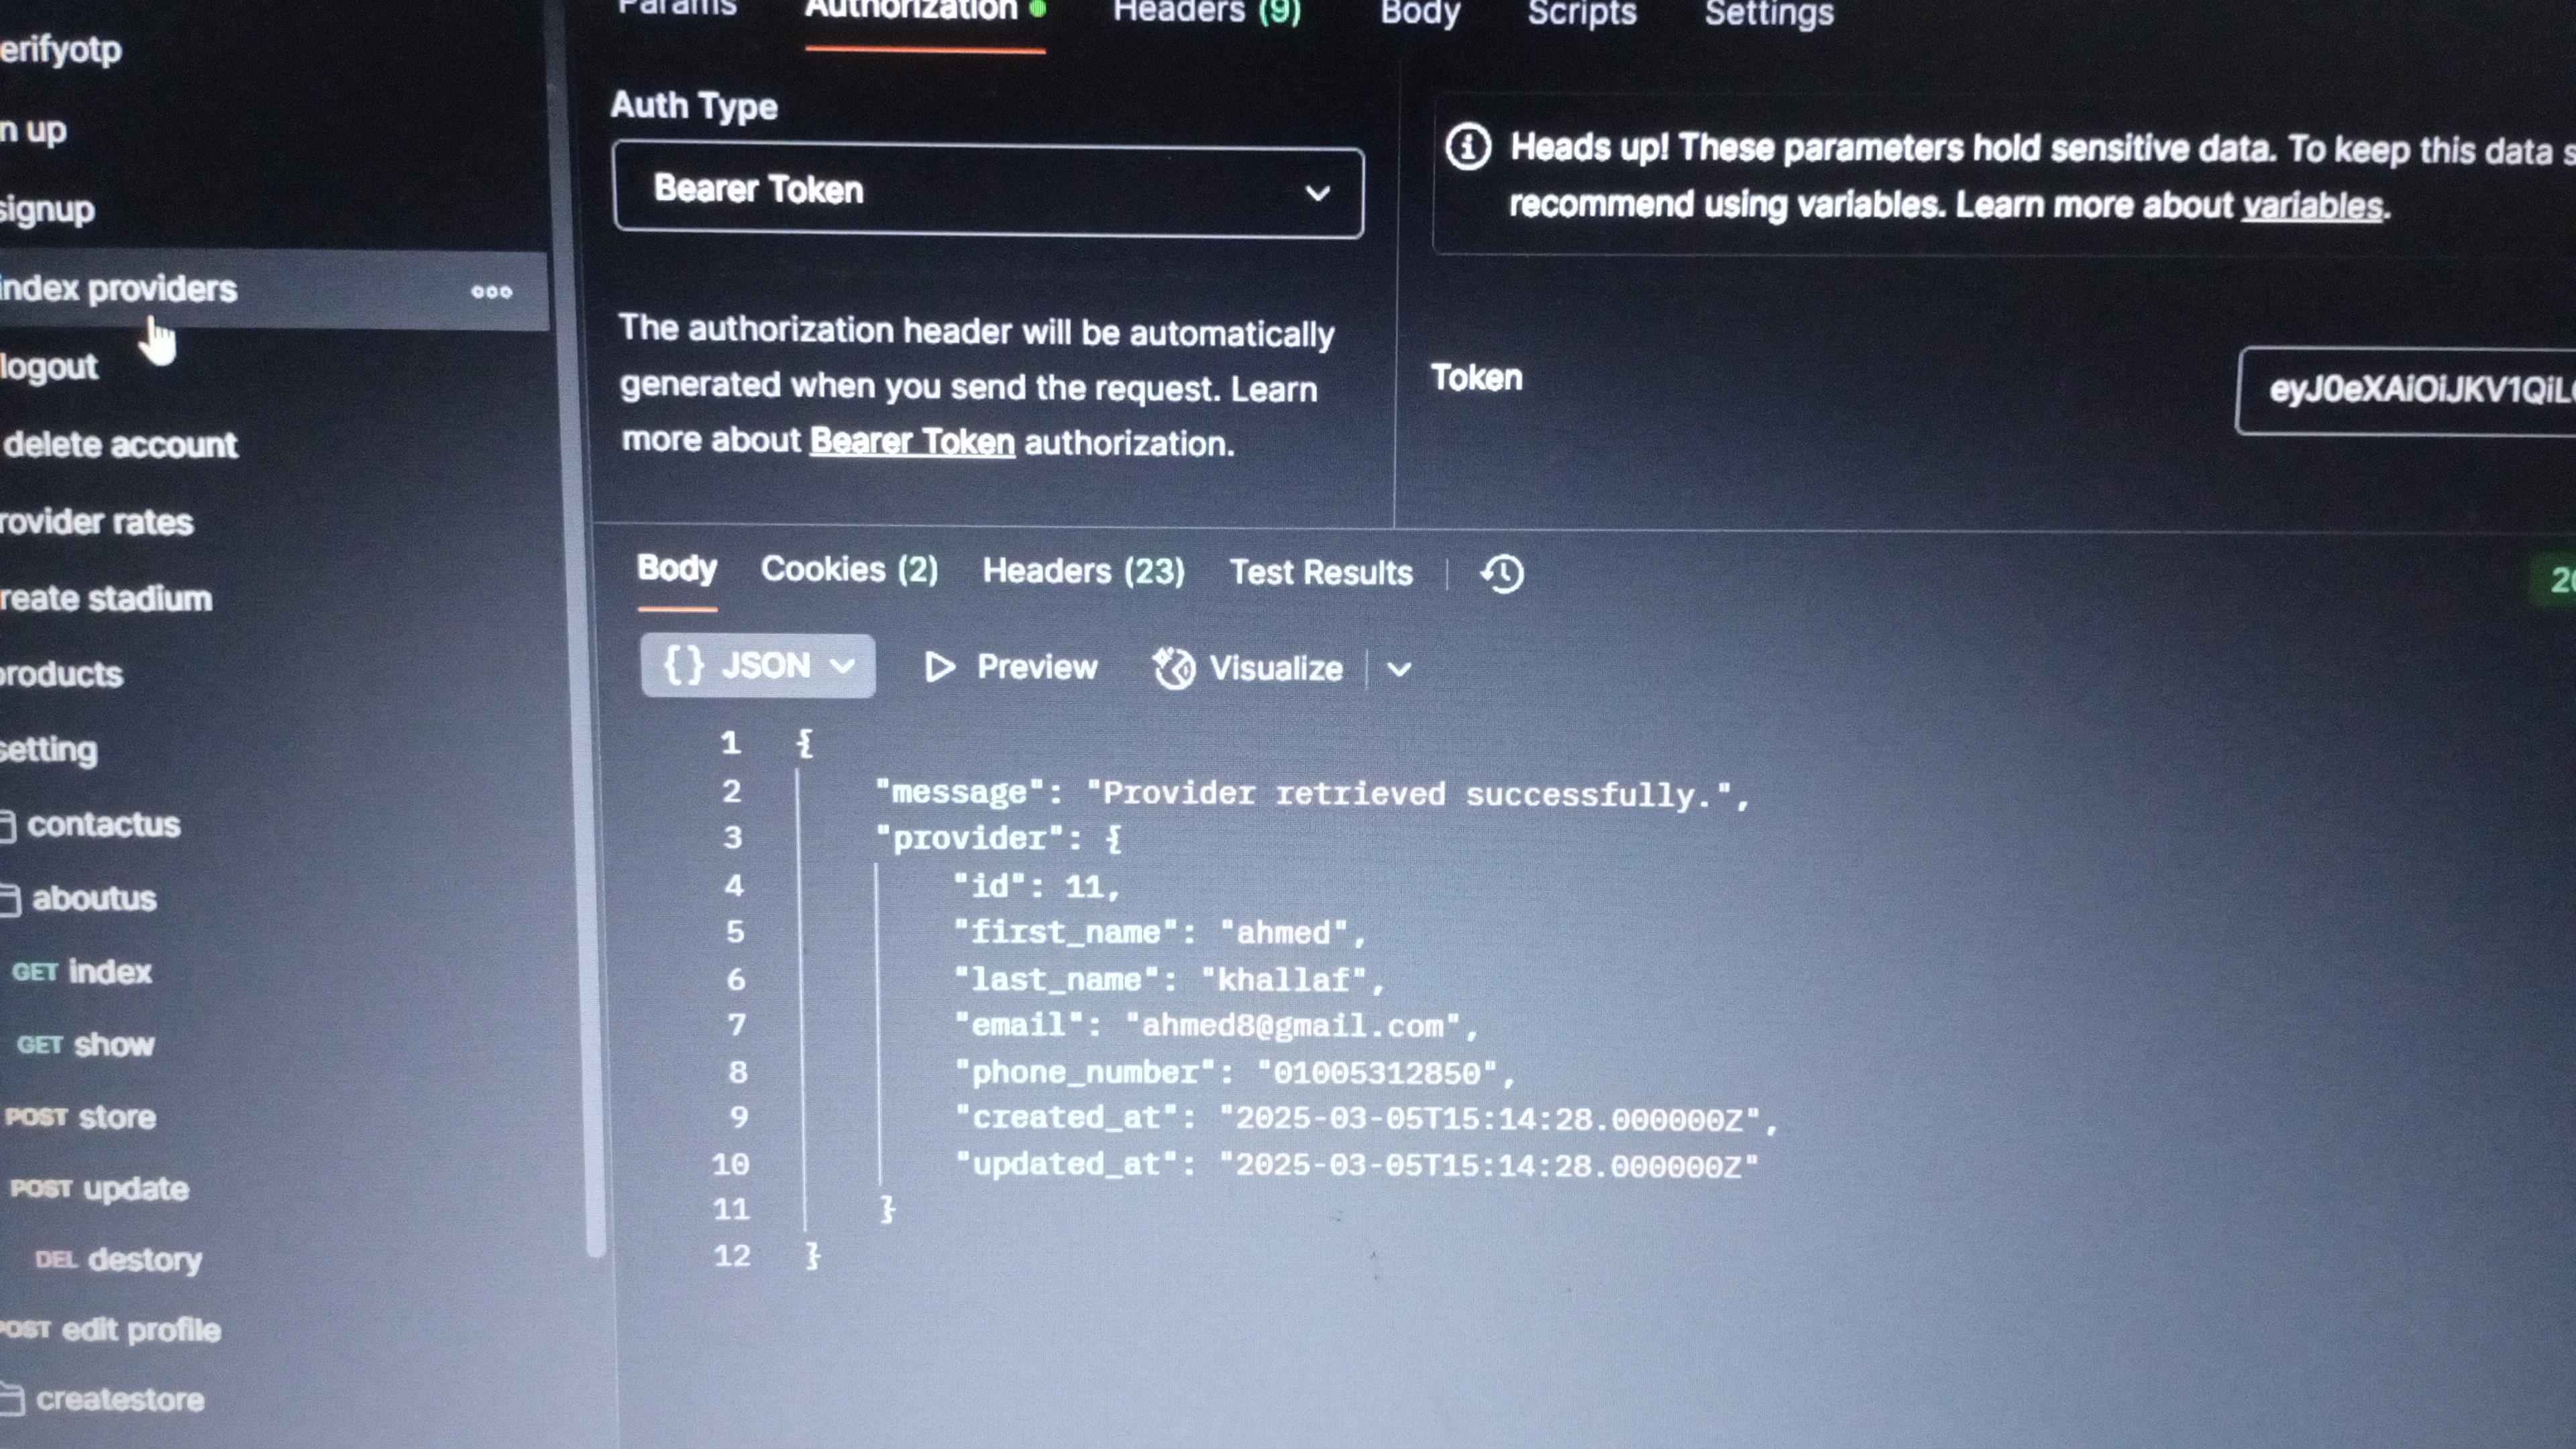 Params Authorization Headers (9) Body Scripts Settings
erifyotp
n up
signup
index providers
logout
delete account
rovider rates
reate stadium
products
setting
contactus
aboutus
GET index
GET show
POST store
POST update
DEL destory
POST edit profile
createstore
Auth Type
Bearer Token
The authorization header will be automatically
generated when you send the request. Learn
more about Bearer Token authorization.
Heads up! These parameters hold sensitive data. To keep this data s
recommend using variables. Learn more about variables.
Token
eyJ0eXAiOiJKV1QiL
Body Cookies (2) Headers (23) Test Results
20
{} JSON Preview Visualize
1 {
2 "message": "Provider retrieved successfully.",
3 "provider": {
4 "id": 11,
5 "first_name": "ahmed",
6 "last_name": "khallaf",
7 "email": "ahmed8@gmail.com",
8 "phone_number": "01005312850",
9 "created_at": "2025-03-05T15:14:28.000000Z",
10 "updated_at": "2025-03-05T15:14:28.000000Z"
11 }
12 }